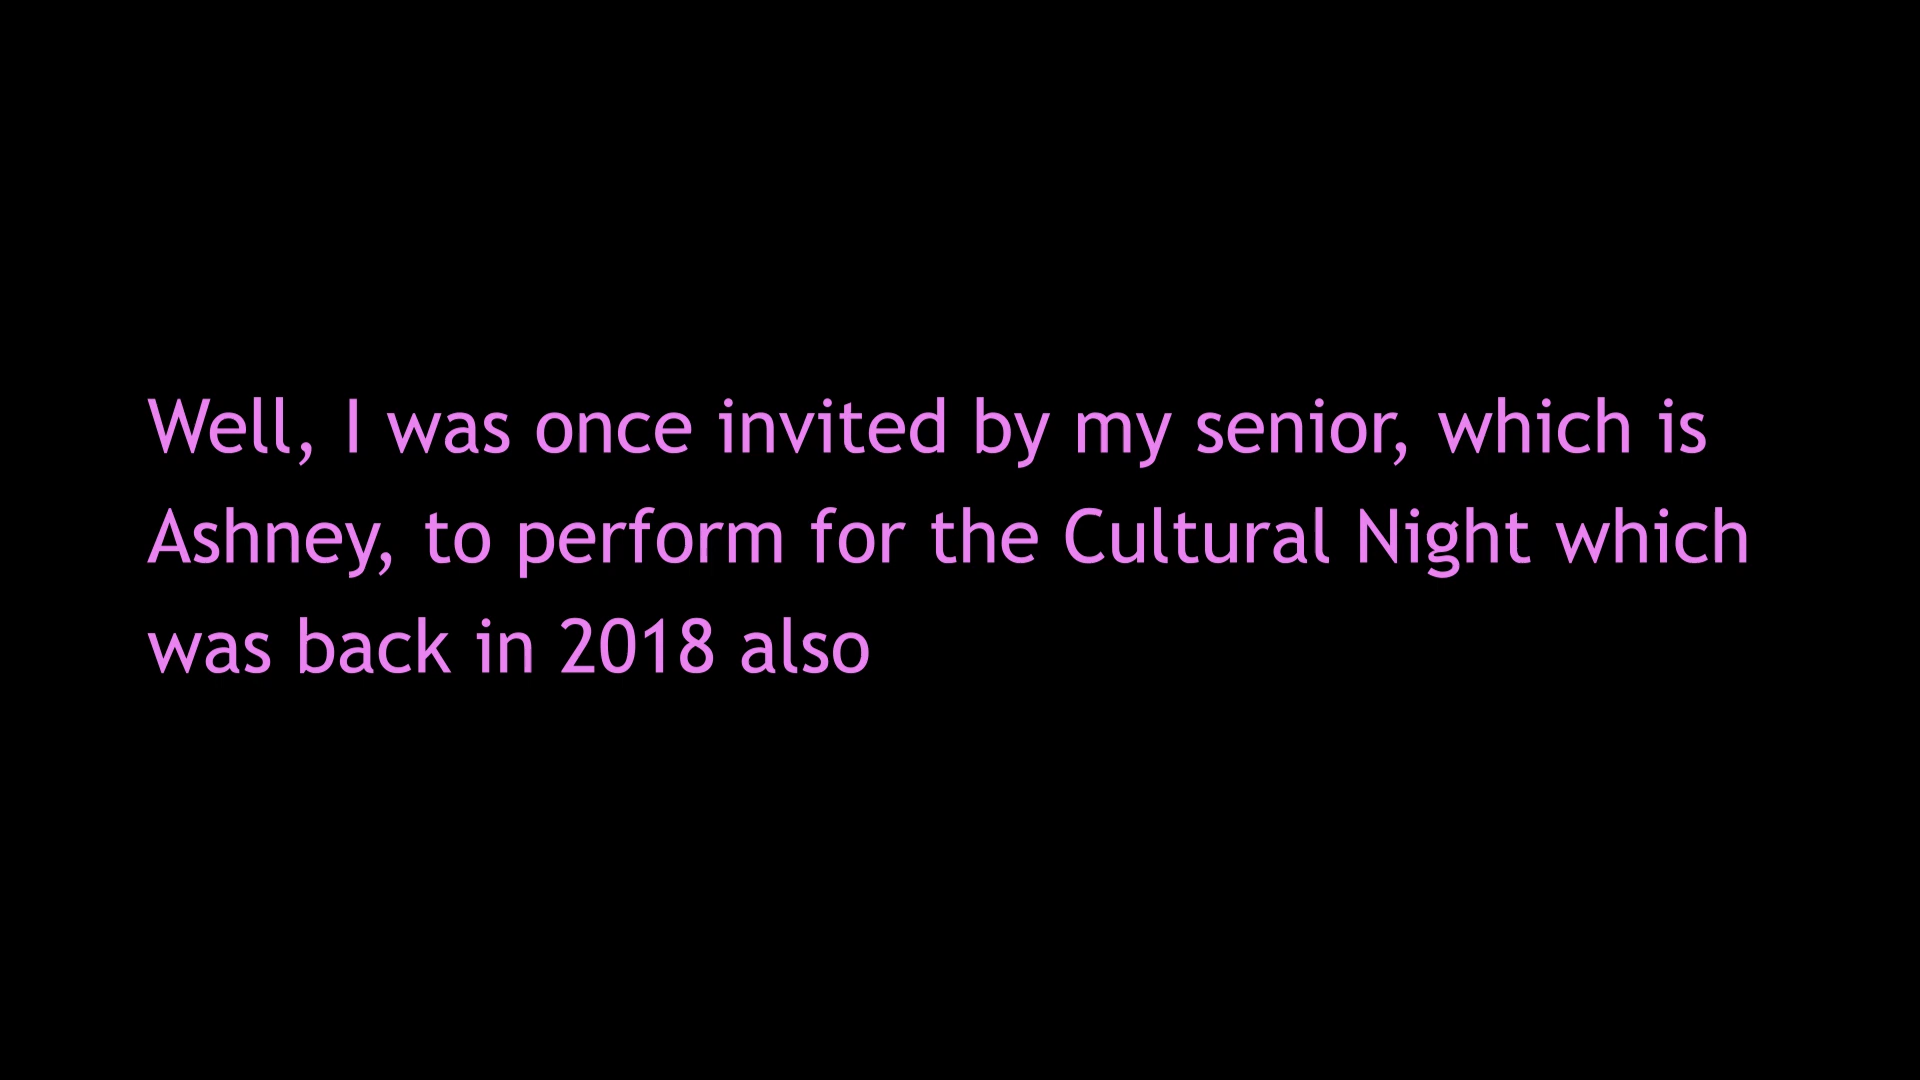 Well, I was once invited by my senior, which is
Ashney, to perform for the Cultural Night which
was back in 2018 also